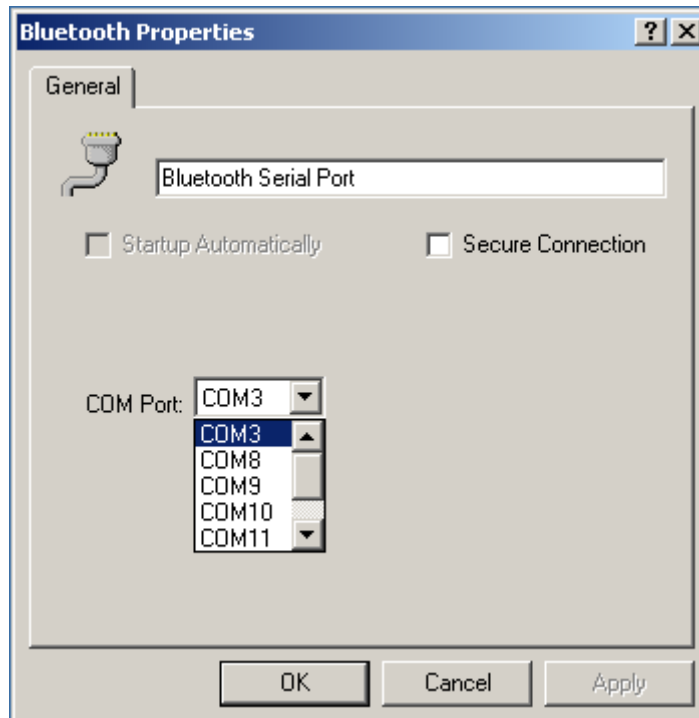 Bluetooth Properties
General
Bluetooth Serial Port
Startup Automatically Secure Connection
COM Port: COM3
COM3
COM8
COM9
COM10
COM11
OK Cancel Apply